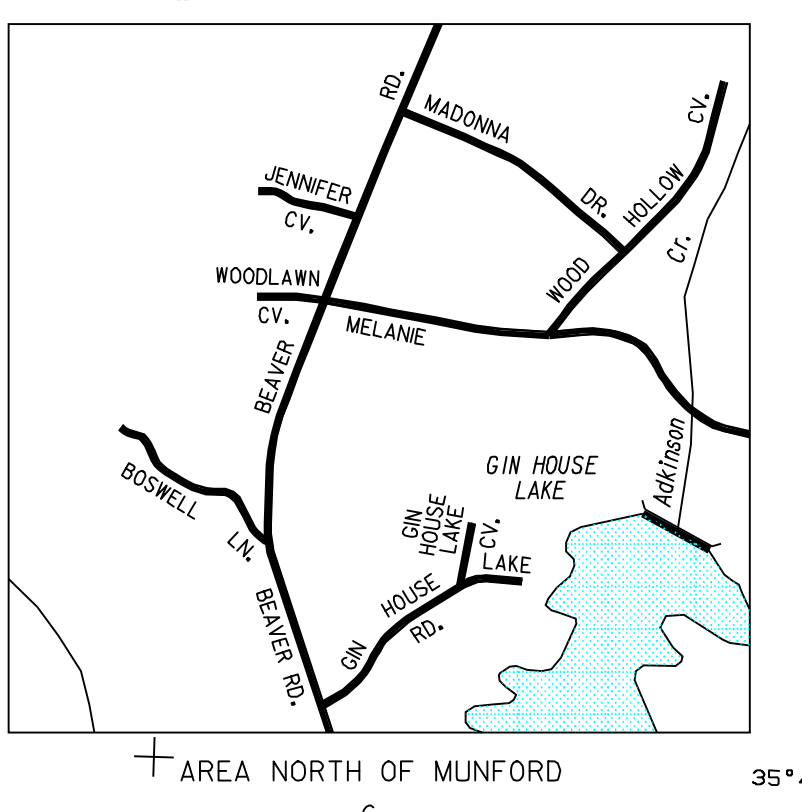 RD.
MADONNA
DR.
CV.
HOLLOW
WOOD
Cr.
JENNIFER
CV.
WOODLAWN
CV.
MELANIE
BEAVER
BOSWELL
LN.
GIN HOUSE
LAKE
Adkinson
GIN
HOUSE
LAKE
CV.
LAKE
HOUSE
GIN
RD.
BEAVER RD.
AREA NORTH OF MUNFORD
35°